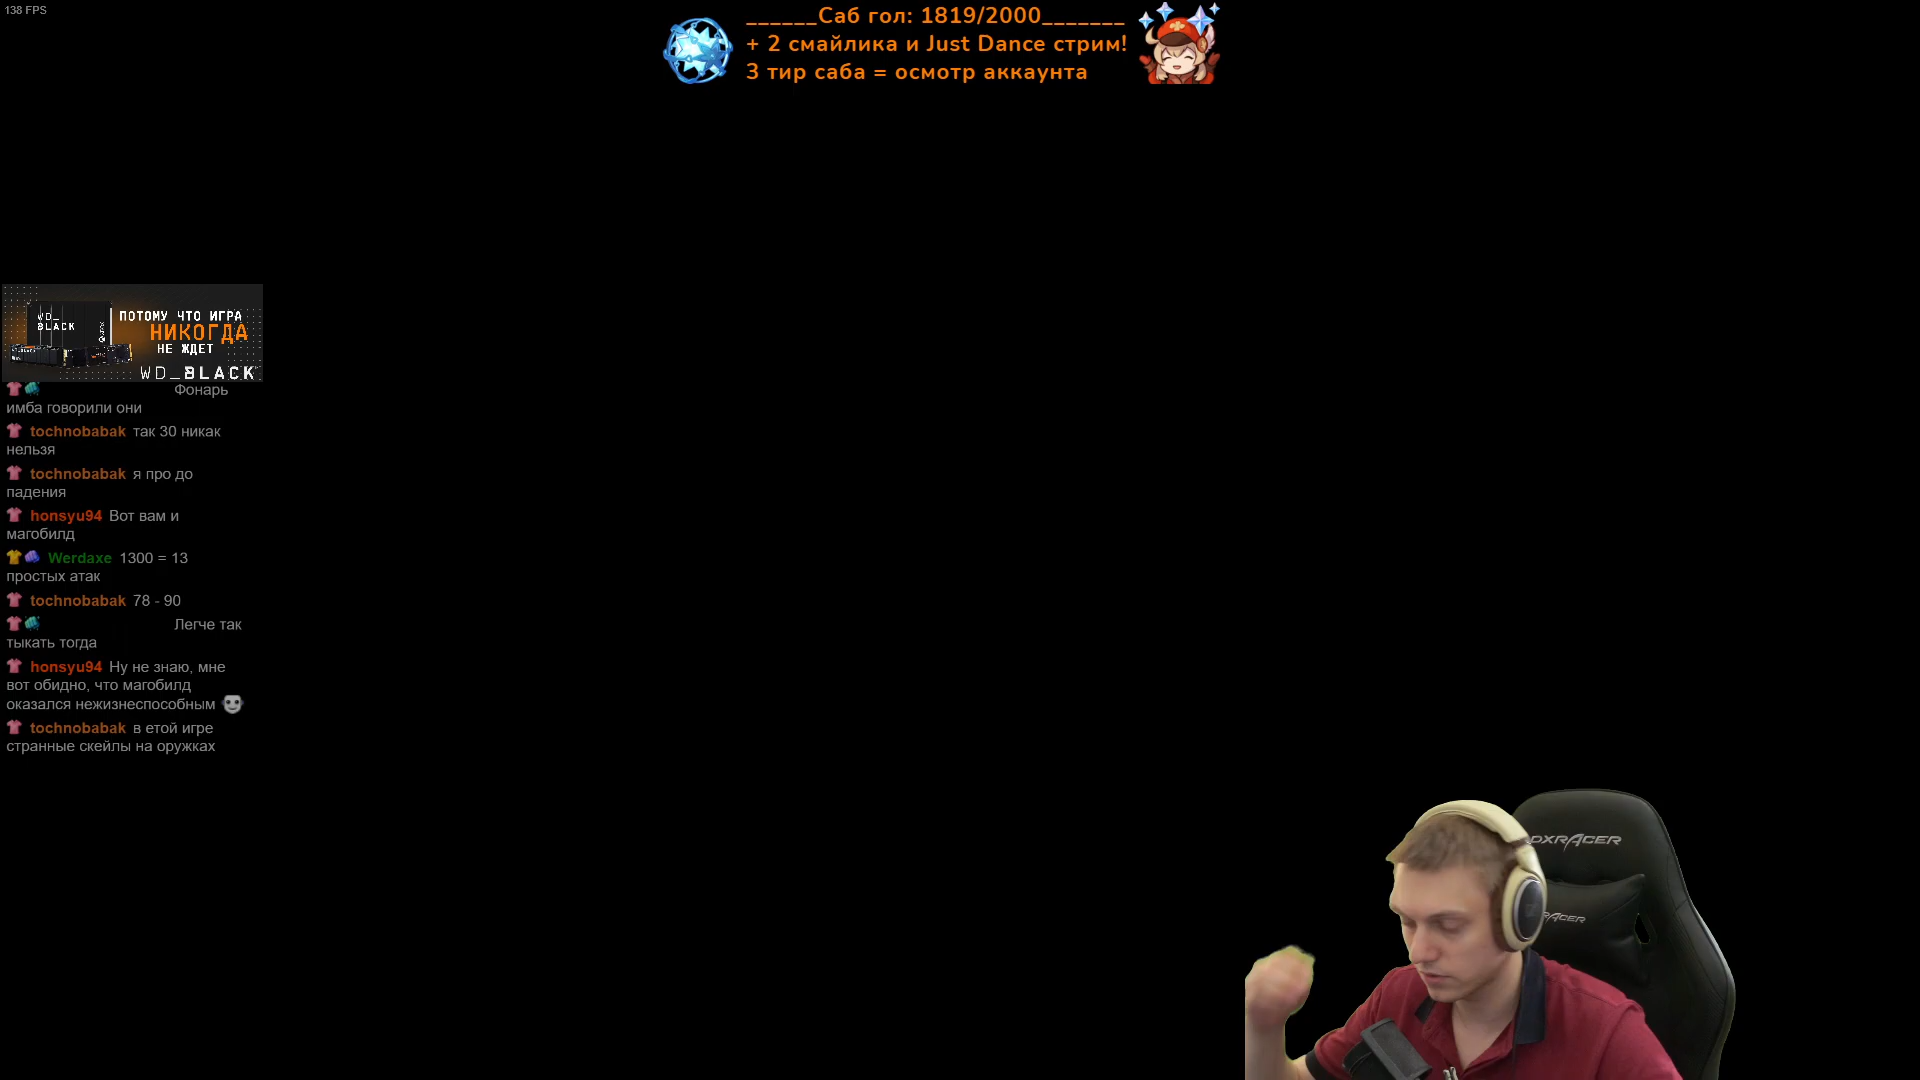 138 FPS
______Саб гол: 1819/2000_______
+ 2 смайлика и Just Dance стрим!
3 тир саба = осмотр аккаунта
WD_
BLACK
ПОТОМУ ЧТО ИГРА
НИКОГДА
НЕ ЖДЕТ
WD_BLACK
Фонарь
имба говорили они
tochnobabak так 30 никак
нельзя
tochnobabak я про до
падения
honsyu94 Вот вам и
магобилд
Werdaxe 1300 = 13
простых атак
tochnobabak 78 - 90
Легче так
тыкать тогда
honsyu94 Ну не знаю, мне
вот обидно, что магобилд
оказался нежизнеспособным
tochnobabak в етой игре
странные скейлы на оружках
DXRACER
RACER